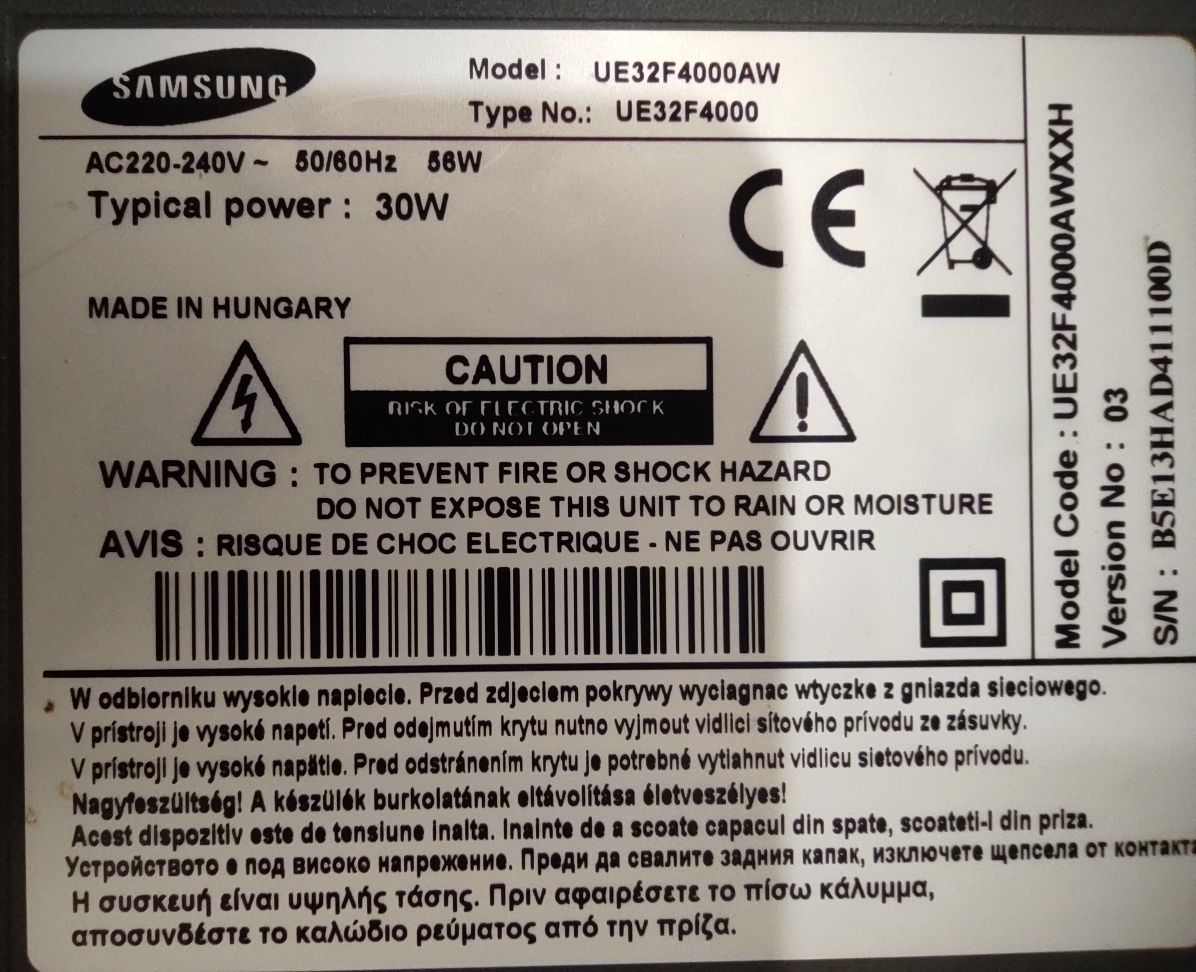 SAMSUNG
Model : UE32F4000AW
Type No.: UE32F4000
AC220-240V ~ 50/60Hz 56W
Typical power : 30W
MADE IN HUNGARY
CAUTION
RISK OF ELECTRIC SHOCK
DO NOT OPEN
WARNING : TO PREVENT FIRE OR SHOCK HAZARD
DO NOT EXPOSE THIS UNIT TO RAIN OR MOISTURE
AVIS : RISQUE DE CHOC ELECTRIQUE - NE PAS OUVRIR
Model Code : UE32F4000AWXXH
Version No : 03
S/N : B5E13HAD411100D
W odbiorniku wysokie napiecie. Przed zdjeciem pokrywy wyciagnac wtyczke z gniazda sieciowego.
V prístroji je vysoké napetí. Pred odejmutím krytu nutno vyjmout vidlici sítového prívodu ze zásuvky.
V prístroji je vysoké napätie. Pred odstránením krytu je potrebné vytiahnut vidlicu sietového prívodu.
Nagyfeszültség! A készülék burkolatának eltávolítása életveszélyes!
Acest dispozitiv este de tensiune inalta. Inainte de a scoate capacul din spate, scoateti-l din priza.
Устройството е под високо напрежение. Преди да свалите задния капак, изключете щепсела от контакта
Η συσκευή είναι υψηλής τάσης. Πριν αφαιρέσετε το πίσω κάλυμμα,
αποσυνδέστε το καλώδιο ρεύματος από την πρίζα.